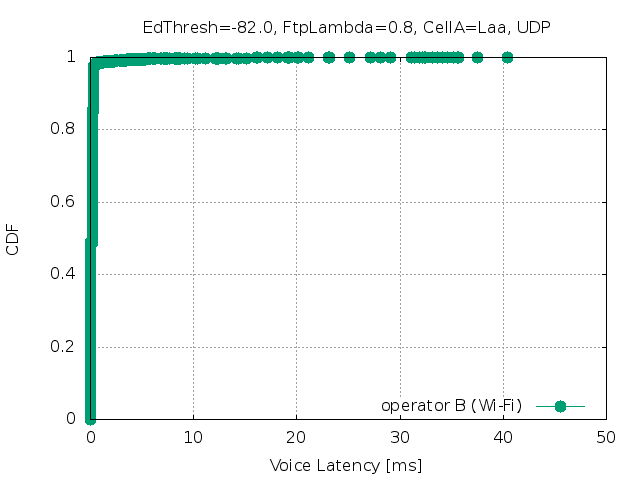 EdThresh=-82.0, FtpLambda=0.8, CellA=Laa, UDP
1
0.8
0.6
0.4
0.2
0
CDF
operator B (Wi-Fi)
0 10 20 30 40 50
Voice Latency [ms]